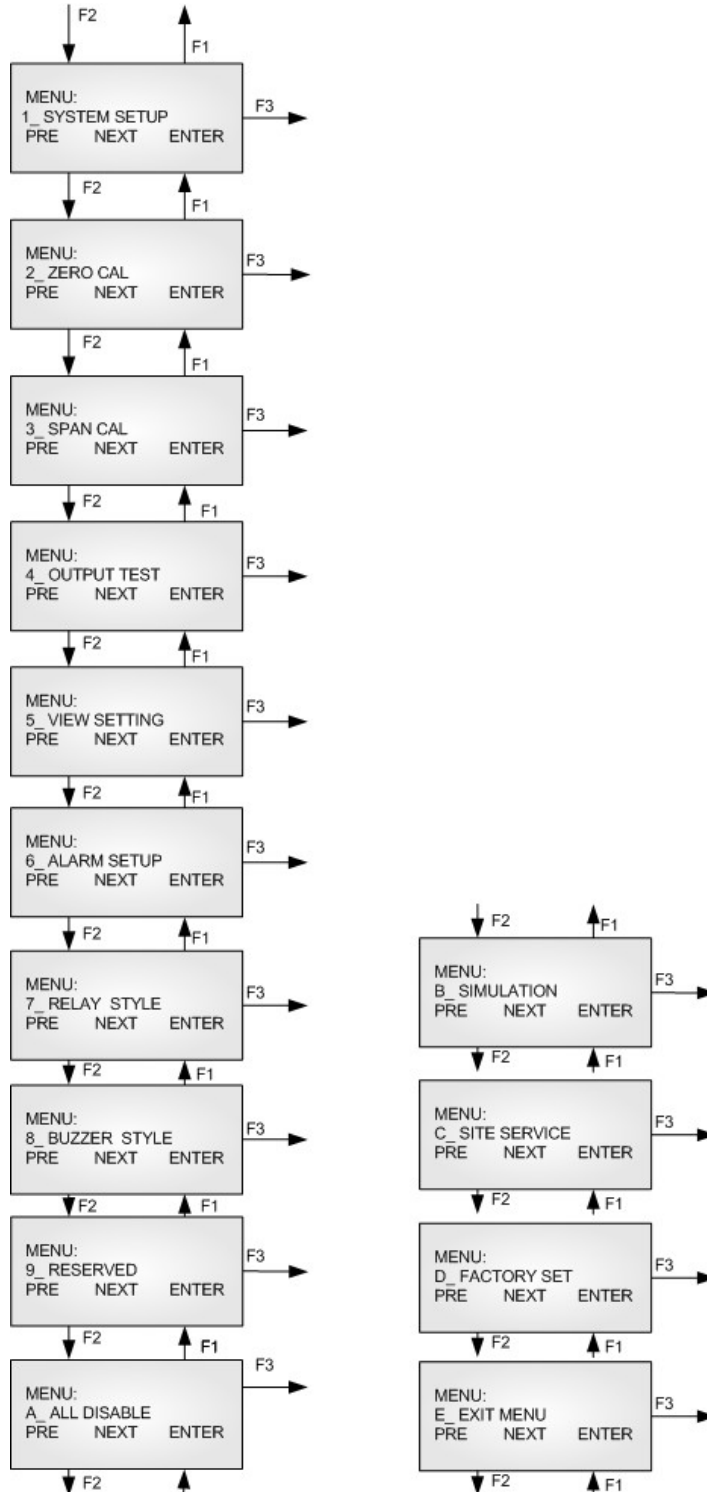 F2
F1
MENU:
1_ SYSTEM SETUP
PRE NEXT ENTER
F3
F2
F1
MENU:
2_ ZERO CAL
PRE NEXT ENTER
F3
F2
F1
MENU:
3_ SPAN CAL
PRE NEXT ENTER
F3
F2
F1
MENU:
4_ OUTPUT TEST
PRE NEXT ENTER
F3
F2
F1
MENU:
5_ VIEW SETTING
PRE NEXT ENTER
F3
F2
F1
MENU:
6_ ALARM SETUP
PRE NEXT ENTER
F3
F2
F1
MENU:
7_ RELAY STYLE
PRE NEXT ENTER
F3
F2
F1
MENU:
8_ BUZZER STYLE
PRE NEXT ENTER
F3
F2
F1
MENU:
9_ RESERVED
PRE NEXT ENTER
F3
F2
F1
MENU:
A_ ALL DISABLE
PRE NEXT ENTER
F3
F2
F2
F1
MENU:
B_ SIMULATION
PRE NEXT ENTER
F3
F2
F1
MENU:
C_ SITE SERVICE
PRE NEXT ENTER
F3
F2
F1
MENU:
D_ FACTORY SET
PRE NEXT ENTER
F3
F2
F1
MENU:
E_ EXIT MENU
PRE NEXT ENTER
F3
F2
F1